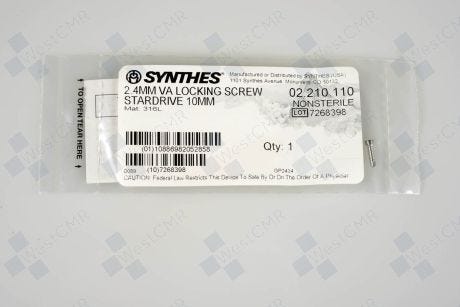 SYNTHES®
Manufactured or Distributed by SYNTHES (USA)
1101 Synthes Avenue, Monument, CO 80132
2.4MM VA LOCKING SCREW
STARDRIVE 10MM
Mat: 316L
02.210.110
NONSTERILE
LOT 7268398
Qty: 1
(01)10886982052858
(10)7268398
GP2434
CAUTION: Federal Law Restricts This Device To Sale By Or On The Order Of A Physician
TO OPEN TEAR HERE
WestCMR